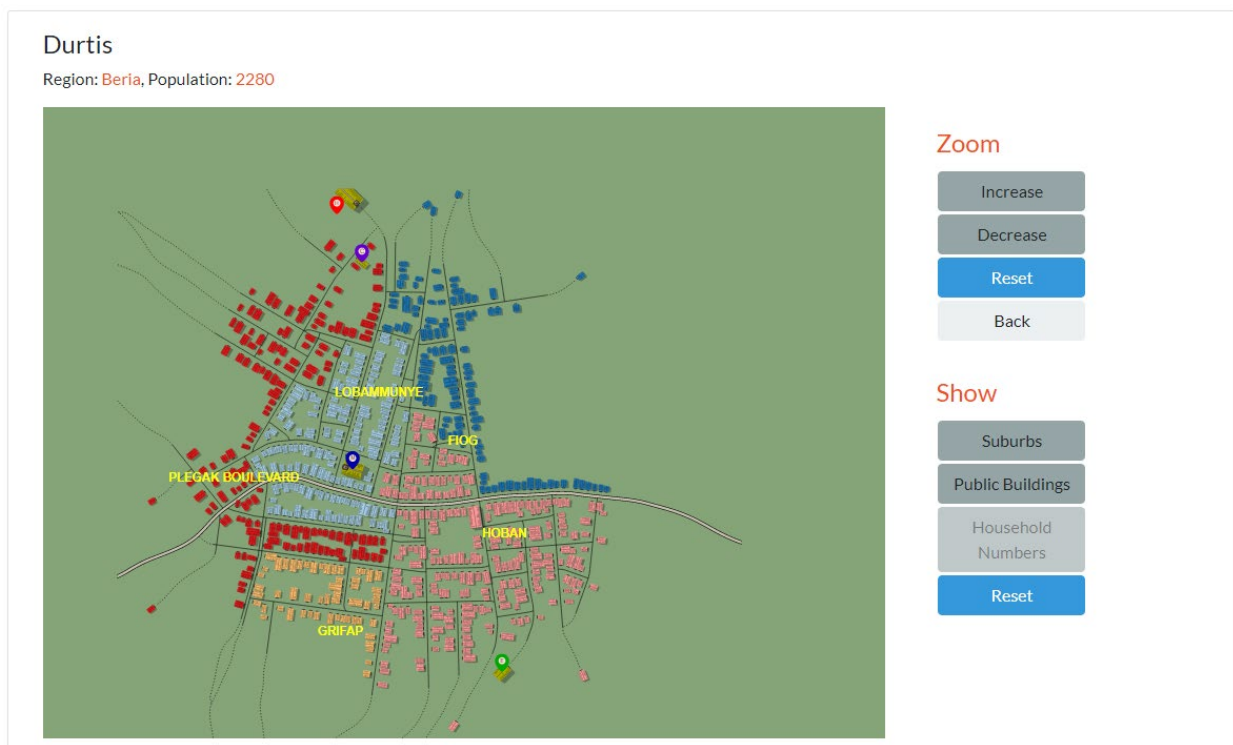 Durtis
Region: Beria, Population: 2280
Zoom
Increase
Decrease
Reset
Back
LOBAMMUNYE
FIOG
PLEGAK BOULEVARD
HOBAN
GRIFAP
Show
Suburbs
Public Buildings
Household
Numbers
Reset